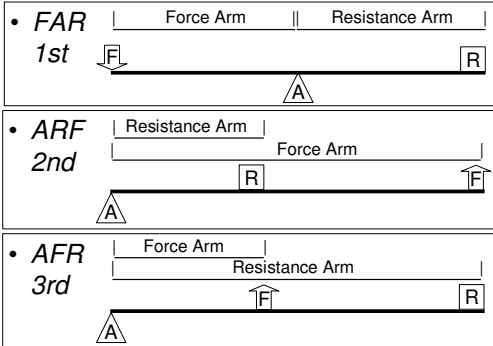 • FAR
1st
Force Arm
Resistance Arm
F
R
A
• ARF
2nd
Resistance Arm
Force Arm
R
F
A
• AFR
3rd
Force Arm
Resistance Arm
F
R
A